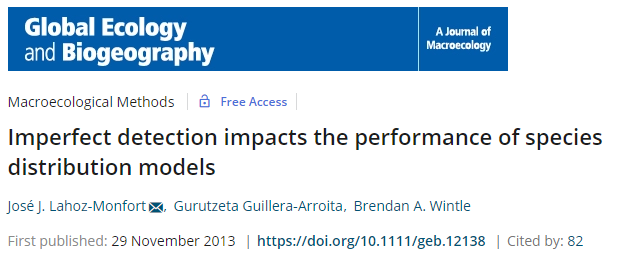 Global Ecology
and Biogeography
A Journal of
Macroecology
Macroecological Methods | Free Access |
Imperfect detection impacts the performance of species
distribution models
José J. Lahoz-Monfort, Gurutzeta Guillera-Arroita, Brendan A. Wintle
First published: 29 November 2013 | https://doi.org/10.1111/geb.12138 | Cited by: 82